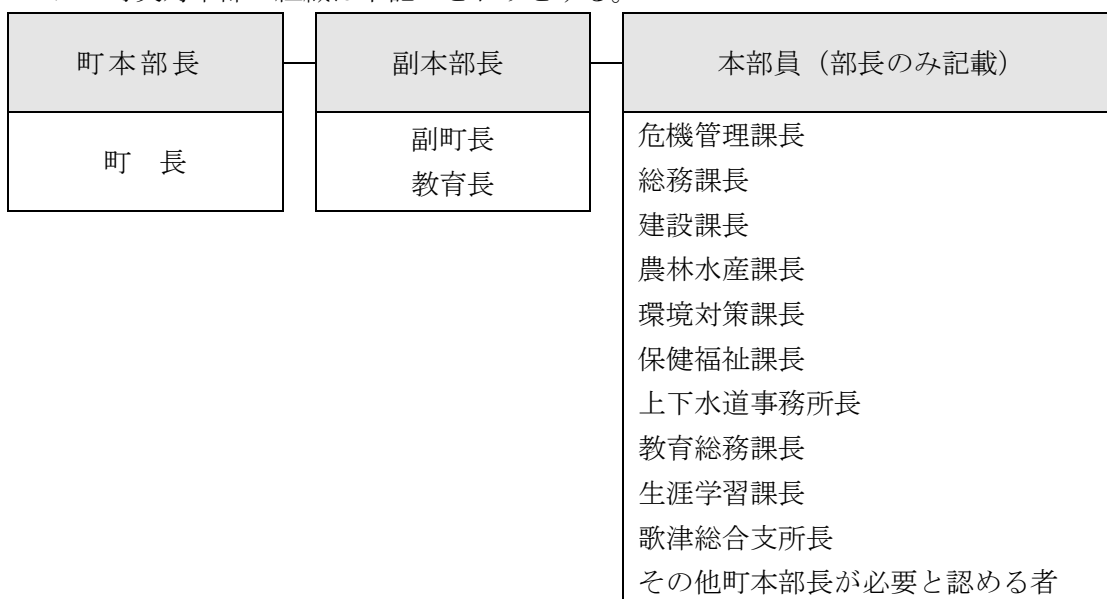 町本部長
副本部長
本部員（部長のみ記載）
町　長
副町長
教育長
危機管理課長
総務課長
建設課長
農林水産課長
環境対策課長
保健福祉課長
上下水道事務所長
教育総務課長
生涯学習課長
歌津総合支所長
その他町本部長が必要と認める者